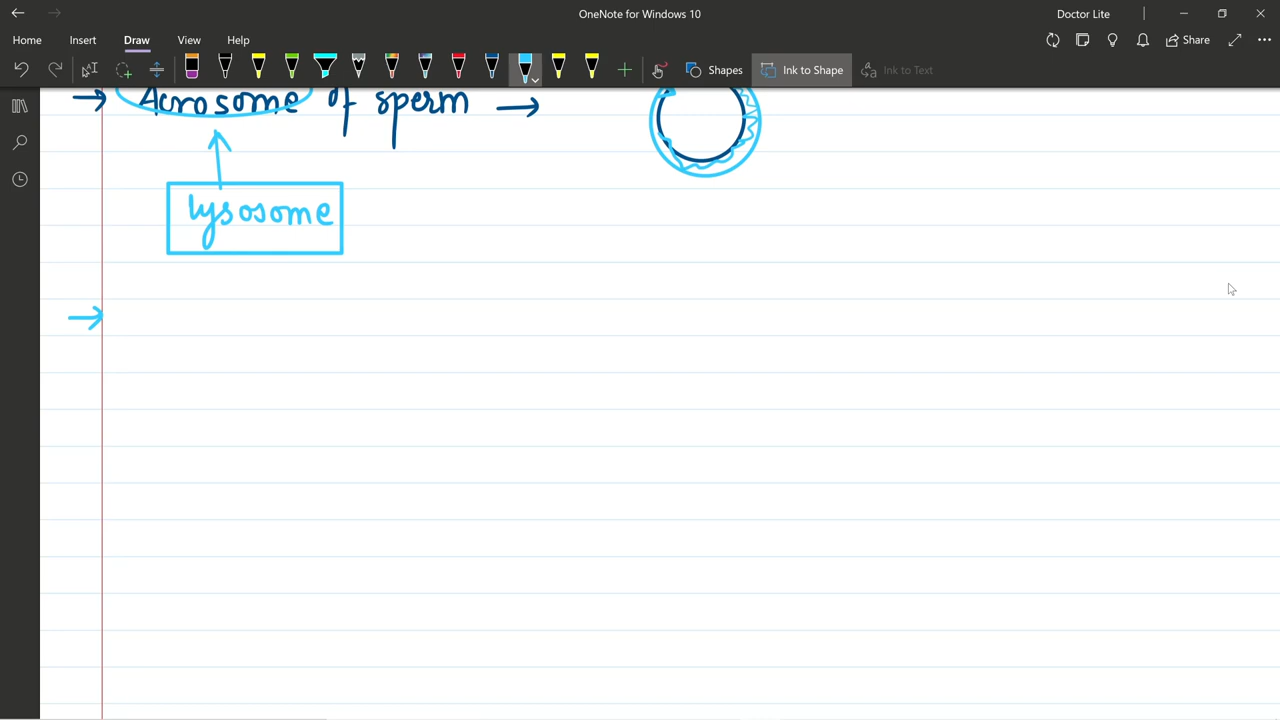 OneNote for Windows 10
Doctor Lite
Home Insert Draw View Help
Share
Shapes
Ink to Shape
Ink to Text
→ Acrosome of sperm →
lysosome
→